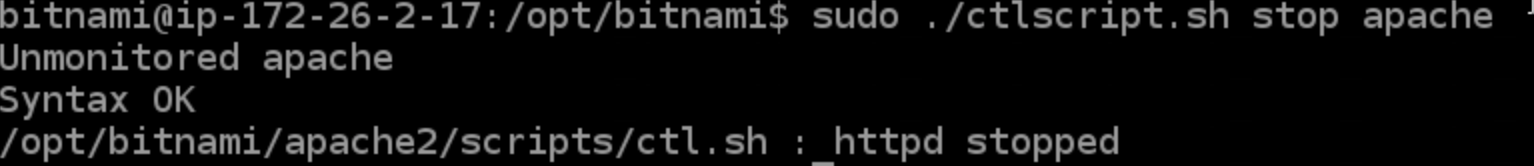 bitnami@ip-172-26-2-17:/opt/bitnami$ sudo ./ctlscript.sh stop apache
Unmonitored apache
Syntax OK
/opt/bitnami/apache2/scripts/ctl.sh : httpd stopped